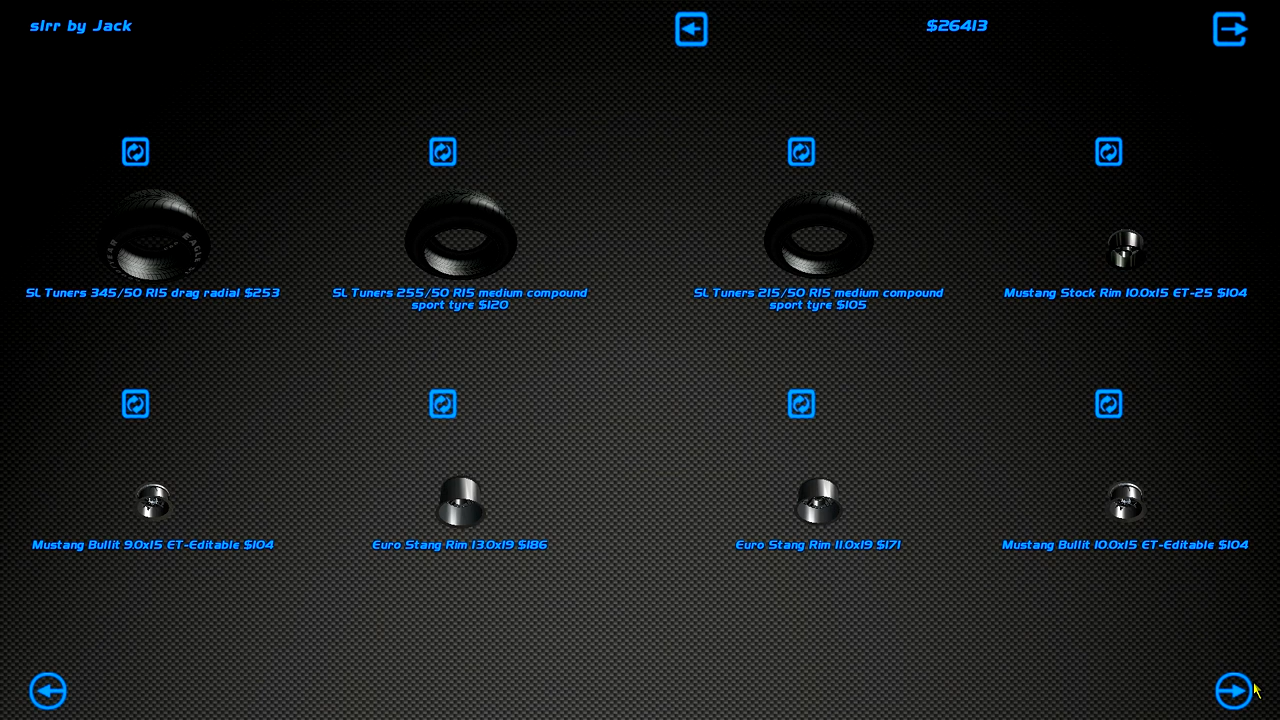 slrr by Jack
$26413
SL Tuners 345/50 R15 drag radial $253
SL Tuners 255/50 R15 medium compound
sport tyre $120
SL Tuners 215/50 R15 medium compound
sport tyre $105
Mustang Stock Rim 10.0x15 ET-25 $104
EAGLE
Mustang Bullit 9.0x15 ET-Editable $104
Euro Stang Rim 13.0x19 $186
Euro Stang Rim 11.0x19 $171
Mustang Bullit 10.0x15 ET-Editable $104